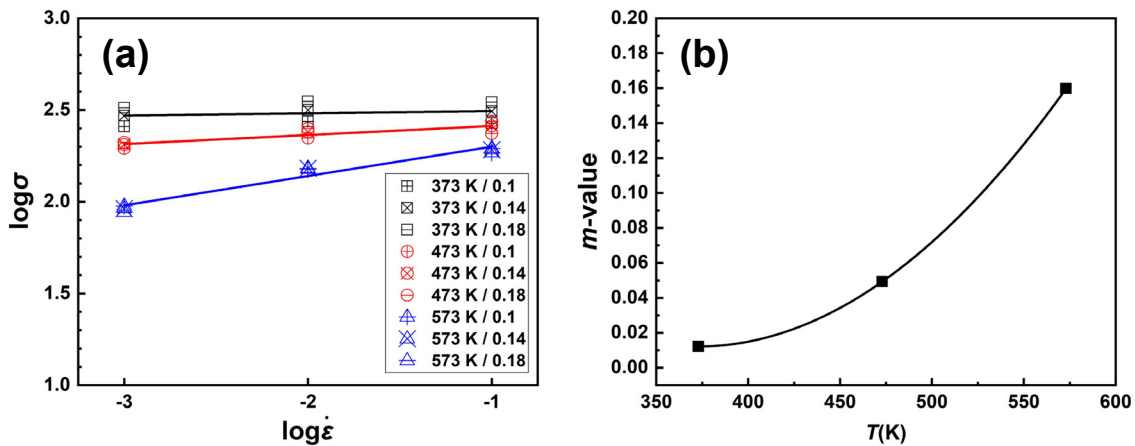 (a)
3.0
2.5
2.0
1.5
1.0
logσ
-3
-2
-1
logε̇
373 K / 0.1
373 K / 0.14
373 K / 0.18
473 K / 0.1
473 K / 0.14
473 K / 0.18
573 K / 0.1
573 K / 0.14
573 K / 0.18
(b)
0.20
0.18
0.16
0.14
0.12
0.10
0.08
0.06
0.04
0.02
0.00
m-value
350
400
450
500
550
600
T(K)